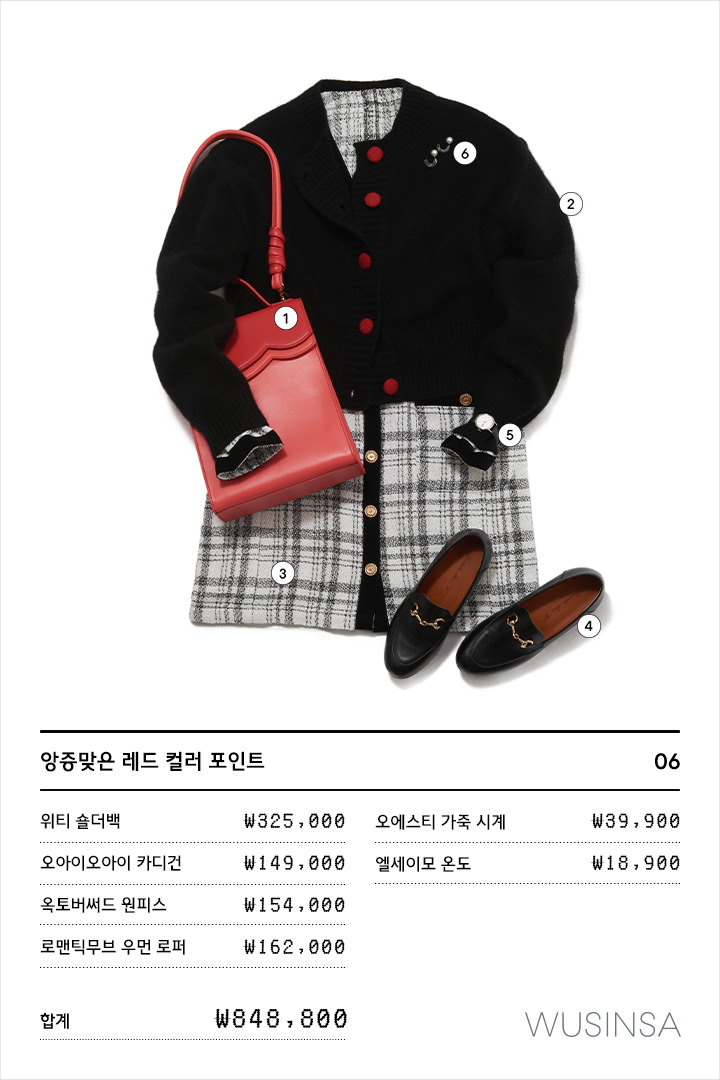 6
2
1
5
3
4
앙증맞은 레드 컬러 포인트 06
위티 숄더백 ₩325,000
오아이오아이 카디건 ₩149,000
옥토버써드 원피스 ₩154,000
로맨틱무브 우먼 로퍼 ₩162,000
오에스티 가죽 시계 ₩39,900
엘세이모 온도 ₩18,900
합계 ₩848,800
WUSINSA